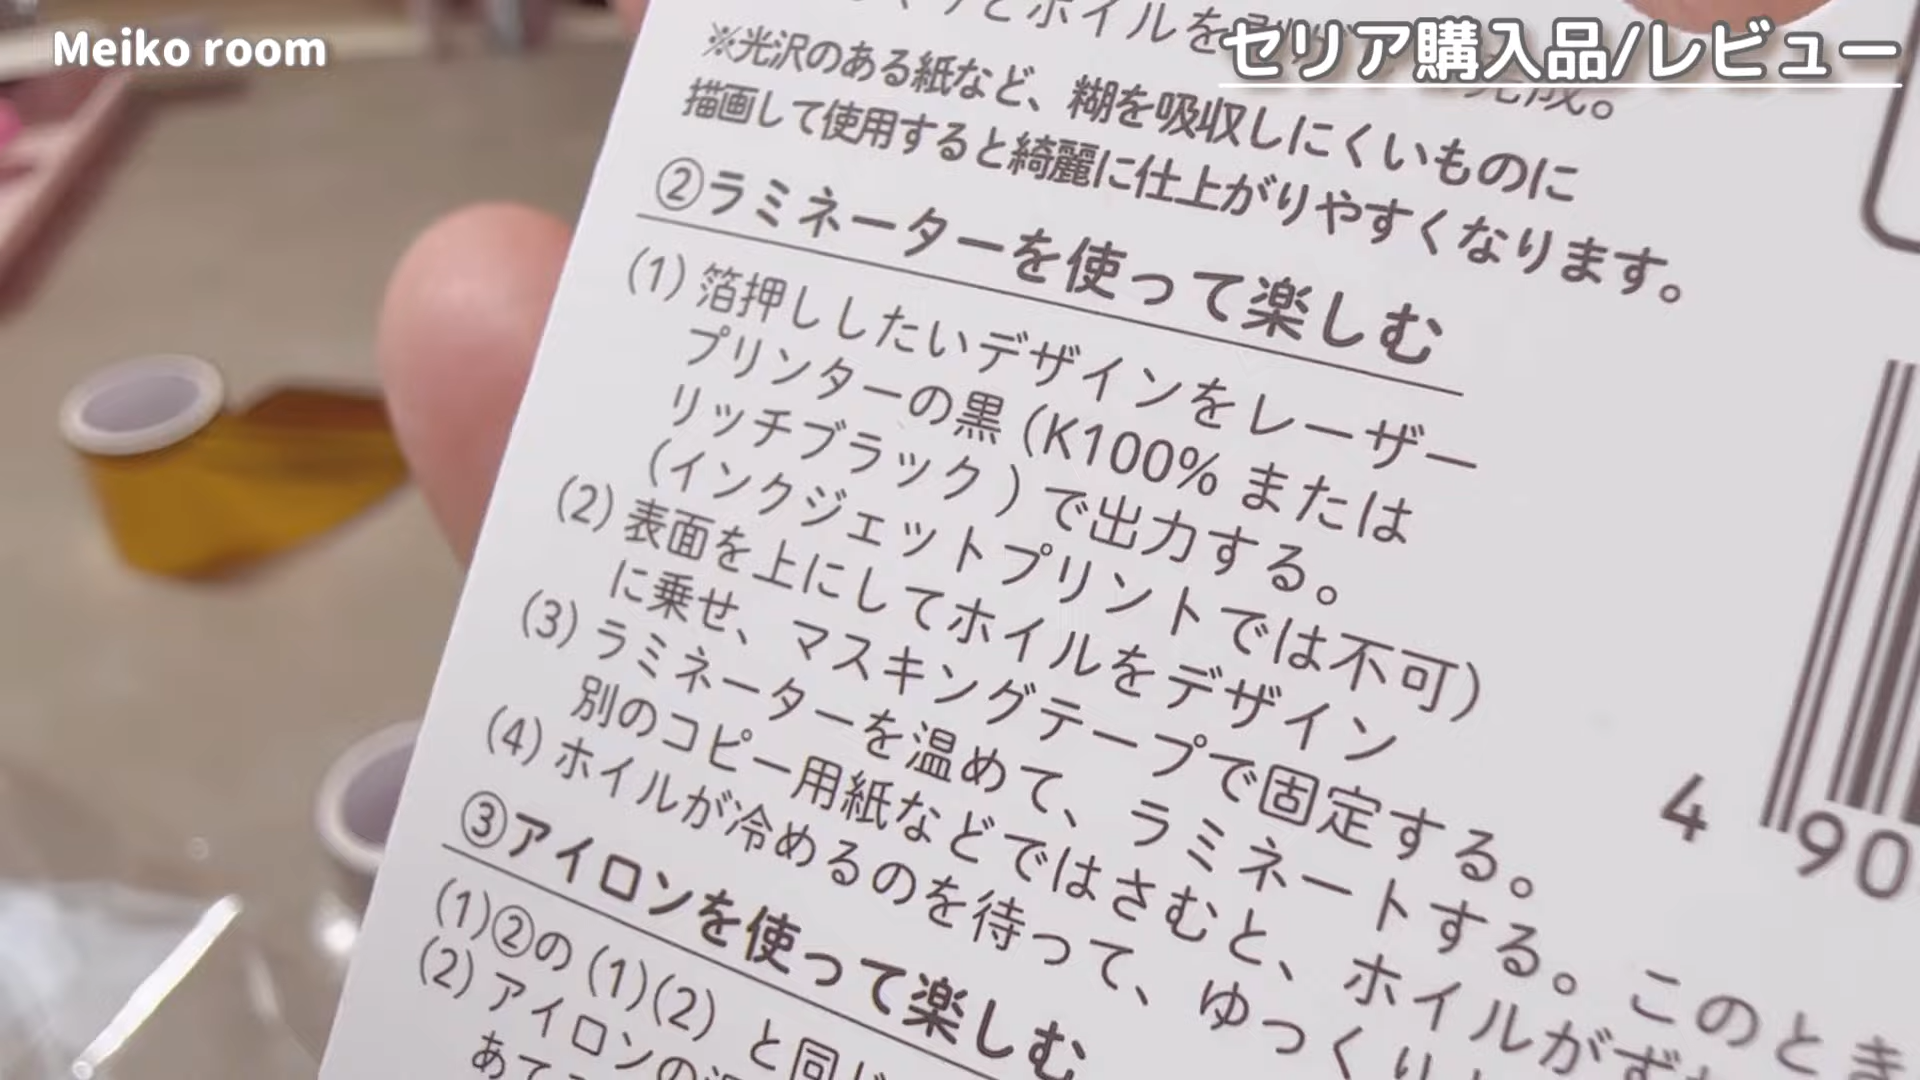 Meiko room
セリア購入品/レビュー
とホイルを
完成。
※光沢のある紙など、糊を吸収しにくいものに
描画して使用すると綺麗に仕上がりやすくなります。
②ラミネーターを使って楽しむ
(1) 箔押ししたいデザインをレーザー
プリンターの黒 (K100% または
リッチブラック ) で出力する。
(インクジェットプリントでは不可)
(2) 表面を上にしてホイルをデザイン
に乗せ、マスキングテープで固定する。
(3) ラミネーターを温めて、ラミネートする。このとき
別のコピー用紙などではさむと、ホイルがずれ
(4) ホイルが冷めるのを待って、ゆっくり
③アイロンを使って楽しむ
(1)②の (1)(2) と同じ
(2) アイロンの温
あて
4 90